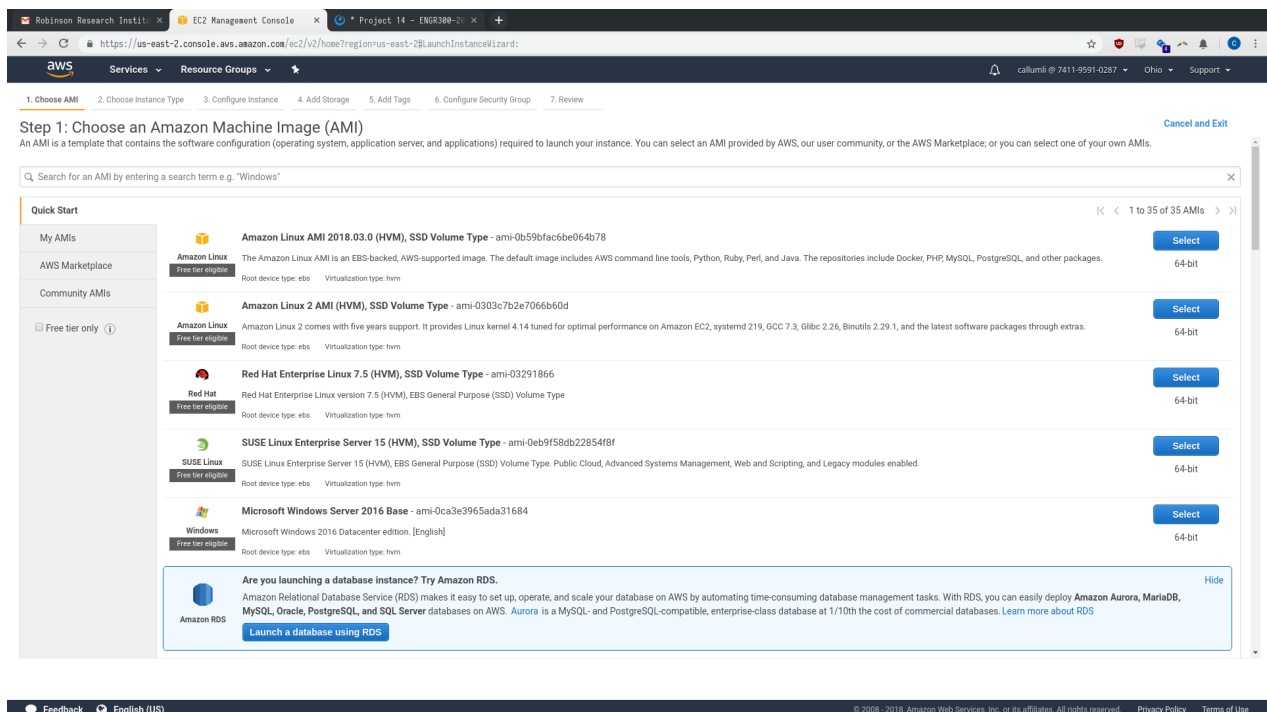 Robinson Research Institu
EC2 Management Console
* Project 14 - ENGR300-20
https://us-east-2.console.aws.amazon.com/ec2/v2/home?region=us-east-2#LaunchInstanceWizard:
aws Services Resource Groups callumli @ 7411-9591-0287 Ohio Support
1. Choose AMI 2. Choose Instance Type 3. Configure Instance 4. Add Storage 5. Add Tags 6. Configure Security Group 7. Review
Step 1: Choose an Amazon Machine Image (AMI)
Cancel and Exit
An AMI is a template that contains the software configuration (operating system, application server, and applications) required to launch your instance. You can select an AMI provided by AWS, our user community, or the AWS Marketplace; or you can select one of your own AMIs.
Search for an AMI by entering a search term e.g. "Windows"
Quick Start
1 to 35 of 35 AMIs
My AMIs
AWS Marketplace
Community AMIs
Free tier only
Amazon Linux
Free tier eligible
Amazon Linux AMI 2018.03.0 (HVM), SSD Volume Type - ami-0b59bfac6be064b78
The Amazon Linux AMI is an EBS-backed, AWS-supported image. The default image includes AWS command line tools, Python, Ruby, Perl, and Java. The repositories include Docker, PHP, MySQL, PostgreSQL, and other packages.
Root device type: ebs Virtualization type: hvm
Select
64-bit
Amazon Linux
Free tier eligible
Amazon Linux 2 AMI (HVM), SSD Volume Type - ami-0303c7b2e7066b60d
Amazon Linux 2 comes with five years support. It provides Linux kernel 4.14 tuned for optimal performance on Amazon EC2, systemd 219, GCC 7.3, Glibc 2.26, Binutils 2.29.1, and the latest software packages through extras.
Root device type: ebs Virtualization type: hvm
Select
64-bit
Red Hat
Free tier eligible
Red Hat Enterprise Linux 7.5 (HVM), SSD Volume Type - ami-03291866
Red Hat Enterprise Linux version 7.5 (HVM), EBS General Purpose (SSD) Volume Type
Root device type: ebs Virtualization type: hvm
Select
64-bit
SUSE Linux
Free tier eligible
SUSE Linux Enterprise Server 15 (HVM), SSD Volume Type - ami-0eb9f58db22854f8f
SUSE Linux Enterprise Server 15 (HVM), EBS General Purpose (SSD) Volume Type. Public Cloud, Advanced Systems Management, Web and Scripting, and Legacy modules enabled.
Root device type: ebs Virtualization type: hvm
Select
64-bit
Windows
Free tier eligible
Microsoft Windows Server 2016 Base - ami-0ca3e3965ada31684
Microsoft Windows 2016 Datacenter edition. [English]
Root device type: ebs Virtualization type: hvm
Select
64-bit
Amazon RDS
Are you launching a database instance? Try Amazon RDS.
Hide
Amazon Relational Database Service (RDS) makes it easy to set up, operate, and scale your database on AWS by automating time-consuming database management tasks. With RDS, you can easily deploy Amazon Aurora, MariaDB,
MySQL, Oracle, PostgreSQL, and SQL Server databases on AWS. Aurora is a MySQL- and PostgreSQL-compatible, enterprise-class database at 1/10th the cost of commercial databases. Learn more about RDS
Launch a database using RDS
Feedback English (US) © 2008 - 2018, Amazon Web Services, Inc. or its affiliates. All rights reserved. Privacy Policy Terms of Use